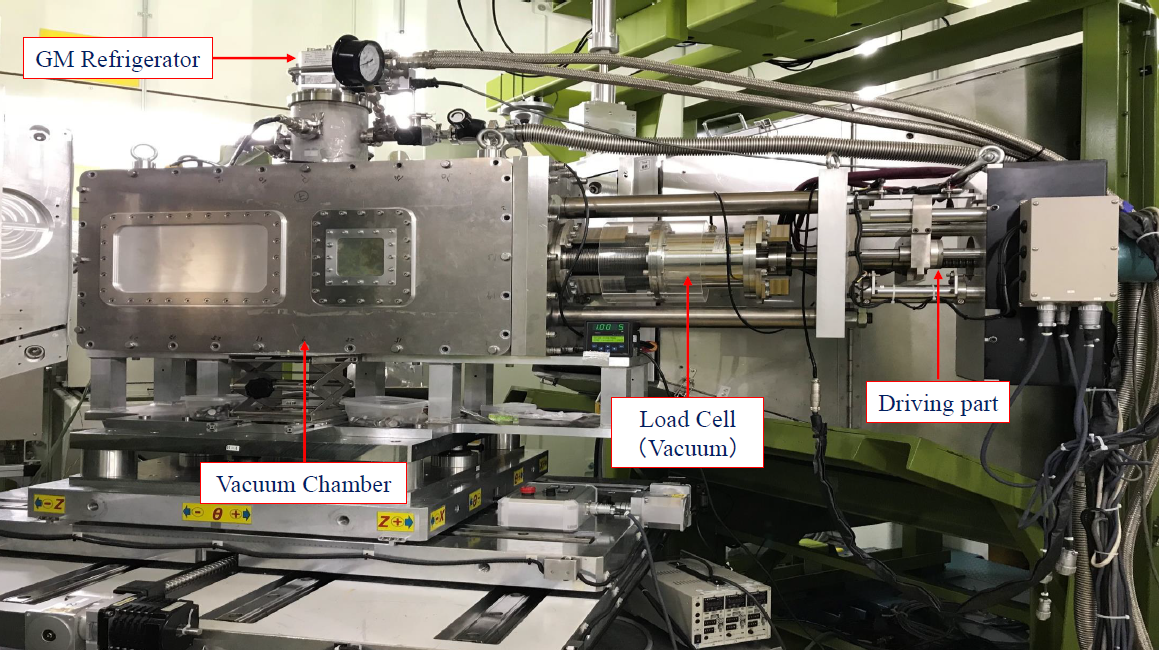 GM Refrigerator
100 5
Driving part
Load Cell
（Vacuum）
Vacuum Chamber
-Z
- θ +
Z +
-X